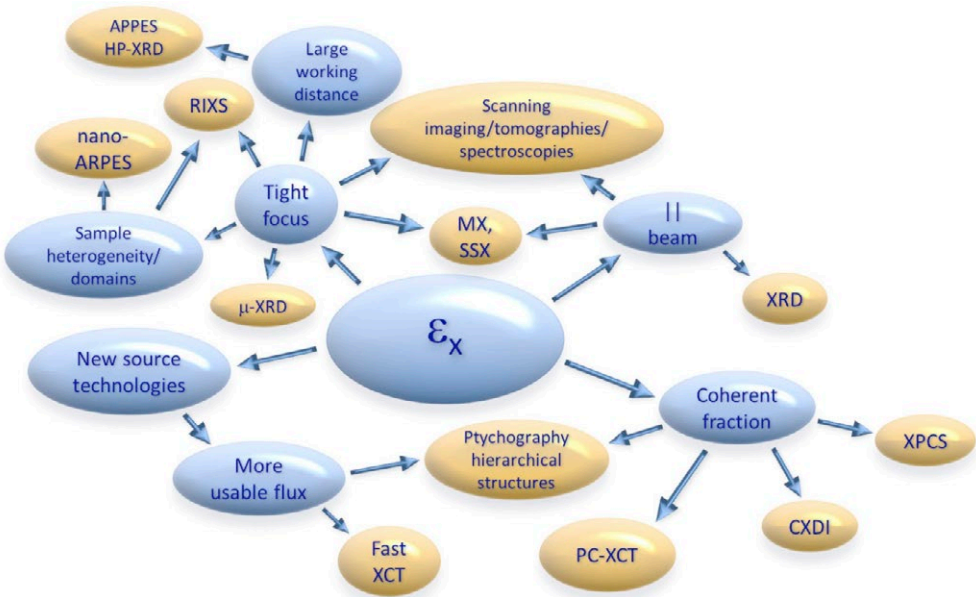 APPES
HP-XRD
Large
working
distance
RIXS
Scanning
imaging/tomographies/
spectroscopies
nano-
ARPES
Tight
focus
Sample
heterogeneity/
domains
MX,
SSX
||
beam
μ-XRD
XRD
εX
New source
technologies
Coherent
fraction
XPCS
Ptychography
hierarchical
structures
More
usable flux
CXDI
Fast
XCT
PC-XCT